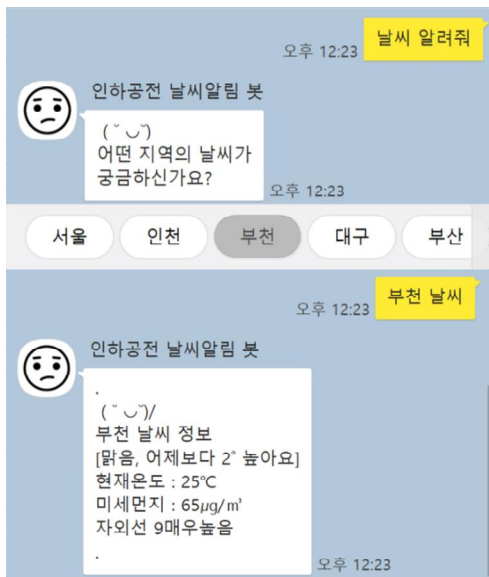 날씨 알려줘
오후 12:23
인하공전 날씨알림 봇
( ˘ ᴗ˘)
어떤 지역의 날씨가
궁금하신가요?
오후 12:23
서울 인천 부천 대구 부산
부천 날씨
오후 12:23
인하공전 날씨알림 봇
.
( ˘ ᴗ˘)/
부천 날씨 정보
[맑음, 어제보다 2˚ 높아요]
현재온도 : 25℃
미세먼지 : 65㎍/㎥
자외선 9매우높음
.
오후 12:23